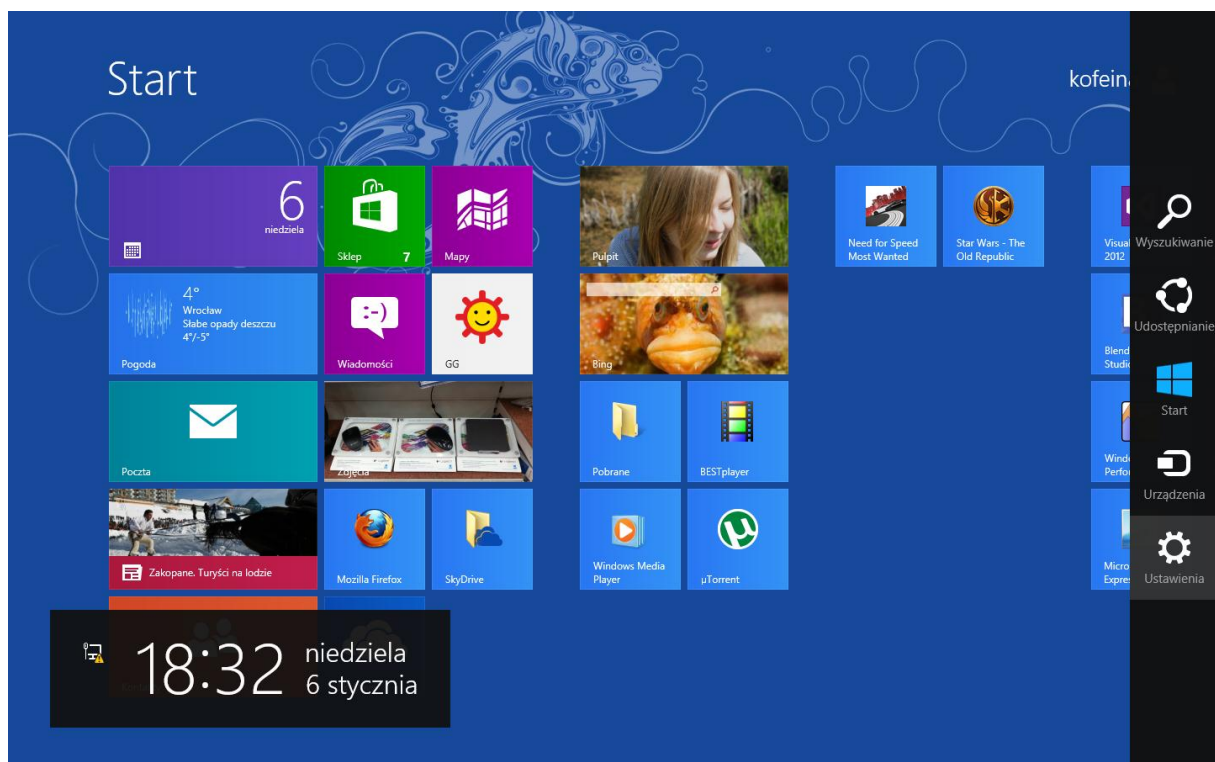 Start
kofein
6
niedziela
Sklep 7
Mapy
Pulpit
Need for Speed
Most Wanted
Star Wars - The
Old Republic
Visual
2012
4°
Wrocław
Słabe opady deszczu
4°/-5°
Pogoda
Wiadomości
GG
Bing
Blend
Studio
Poczta
Zdjęcia
Pobrane
BESTplayer
Windo
Perfo
Zakopane. Turyści na lodzie
Mozilla Firefox
SkyDrive
Windows Media
Player
µTorrent
Micro
Expres
Wyszukiwanie
Udostępnianie
Start
Urządzenia
Ustawienia
18:32
niedziela
6 stycznia